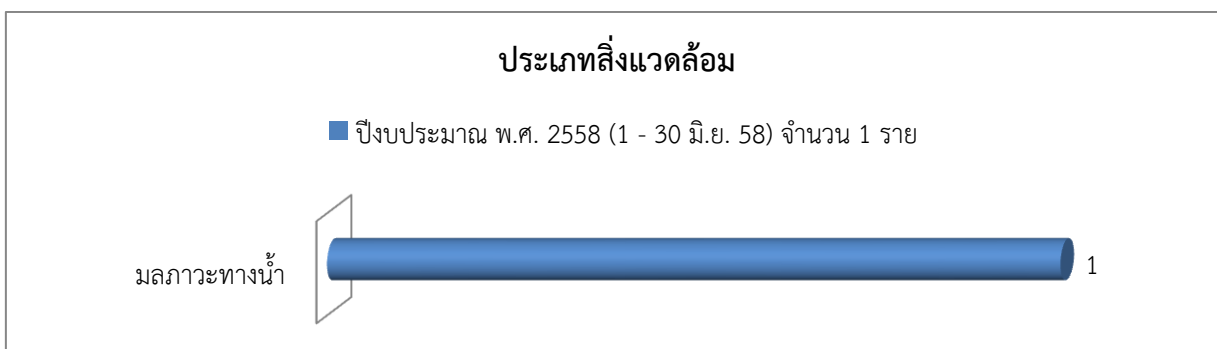 ประเภทสิ่งแวดล้อม
ปีงบประมาณ พ.ศ. 2558 (1 - 30 มิ.ย. 58) จำนวน 1 ราย
มลภาวะทางน้ำ 1